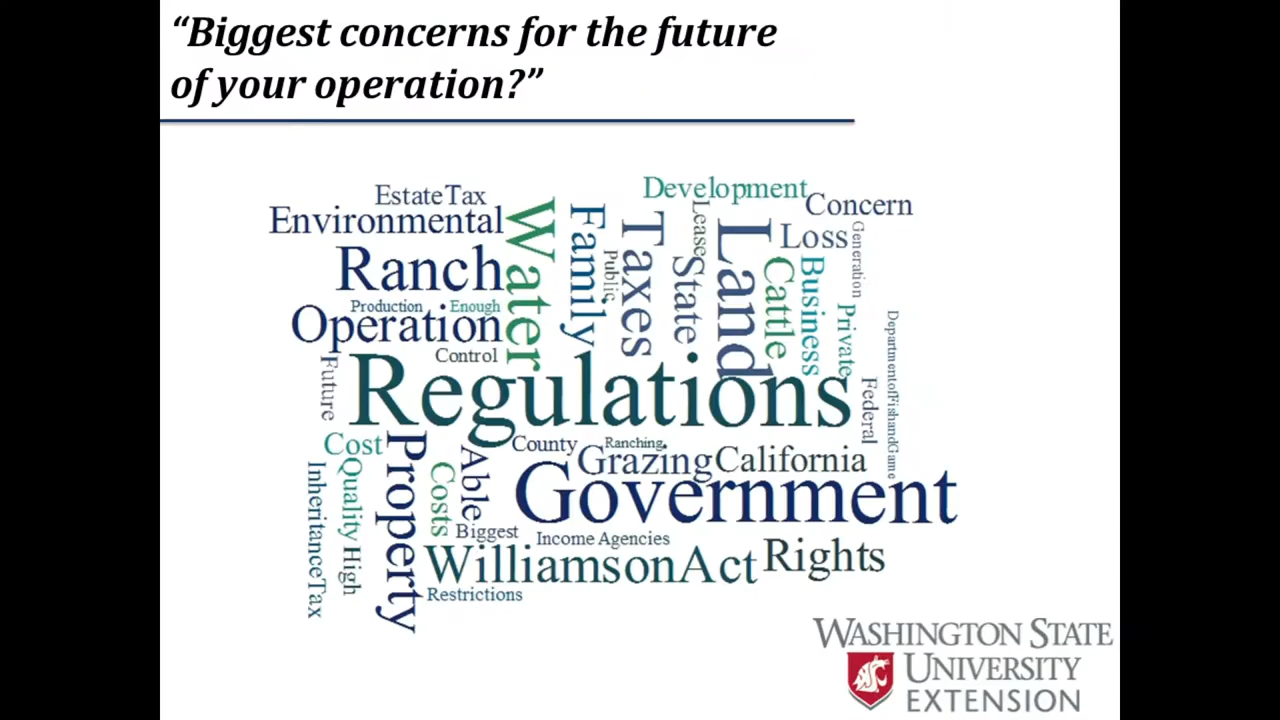 “Biggest concerns for the future
of your operation?”
Development
EstateTax
Concern
Environmental
Water
Family
Taxes
Lease
Land
Loss
Generation
Ranch
Public
State
Cattle
Business
Production
Enough
Operation
Private
DepartmentofFishandGame
Control
Future
Regulations
Federal
Cost
Property
County
Ranching
Able
Grazing
California
InheritanceTax
Quality
Costs
Government
Biggest
Income
Agencies
High
WilliamsonAct
Rights
Restrictions
WASHINGTON STATE
UNIVERSITY
EXTENSION